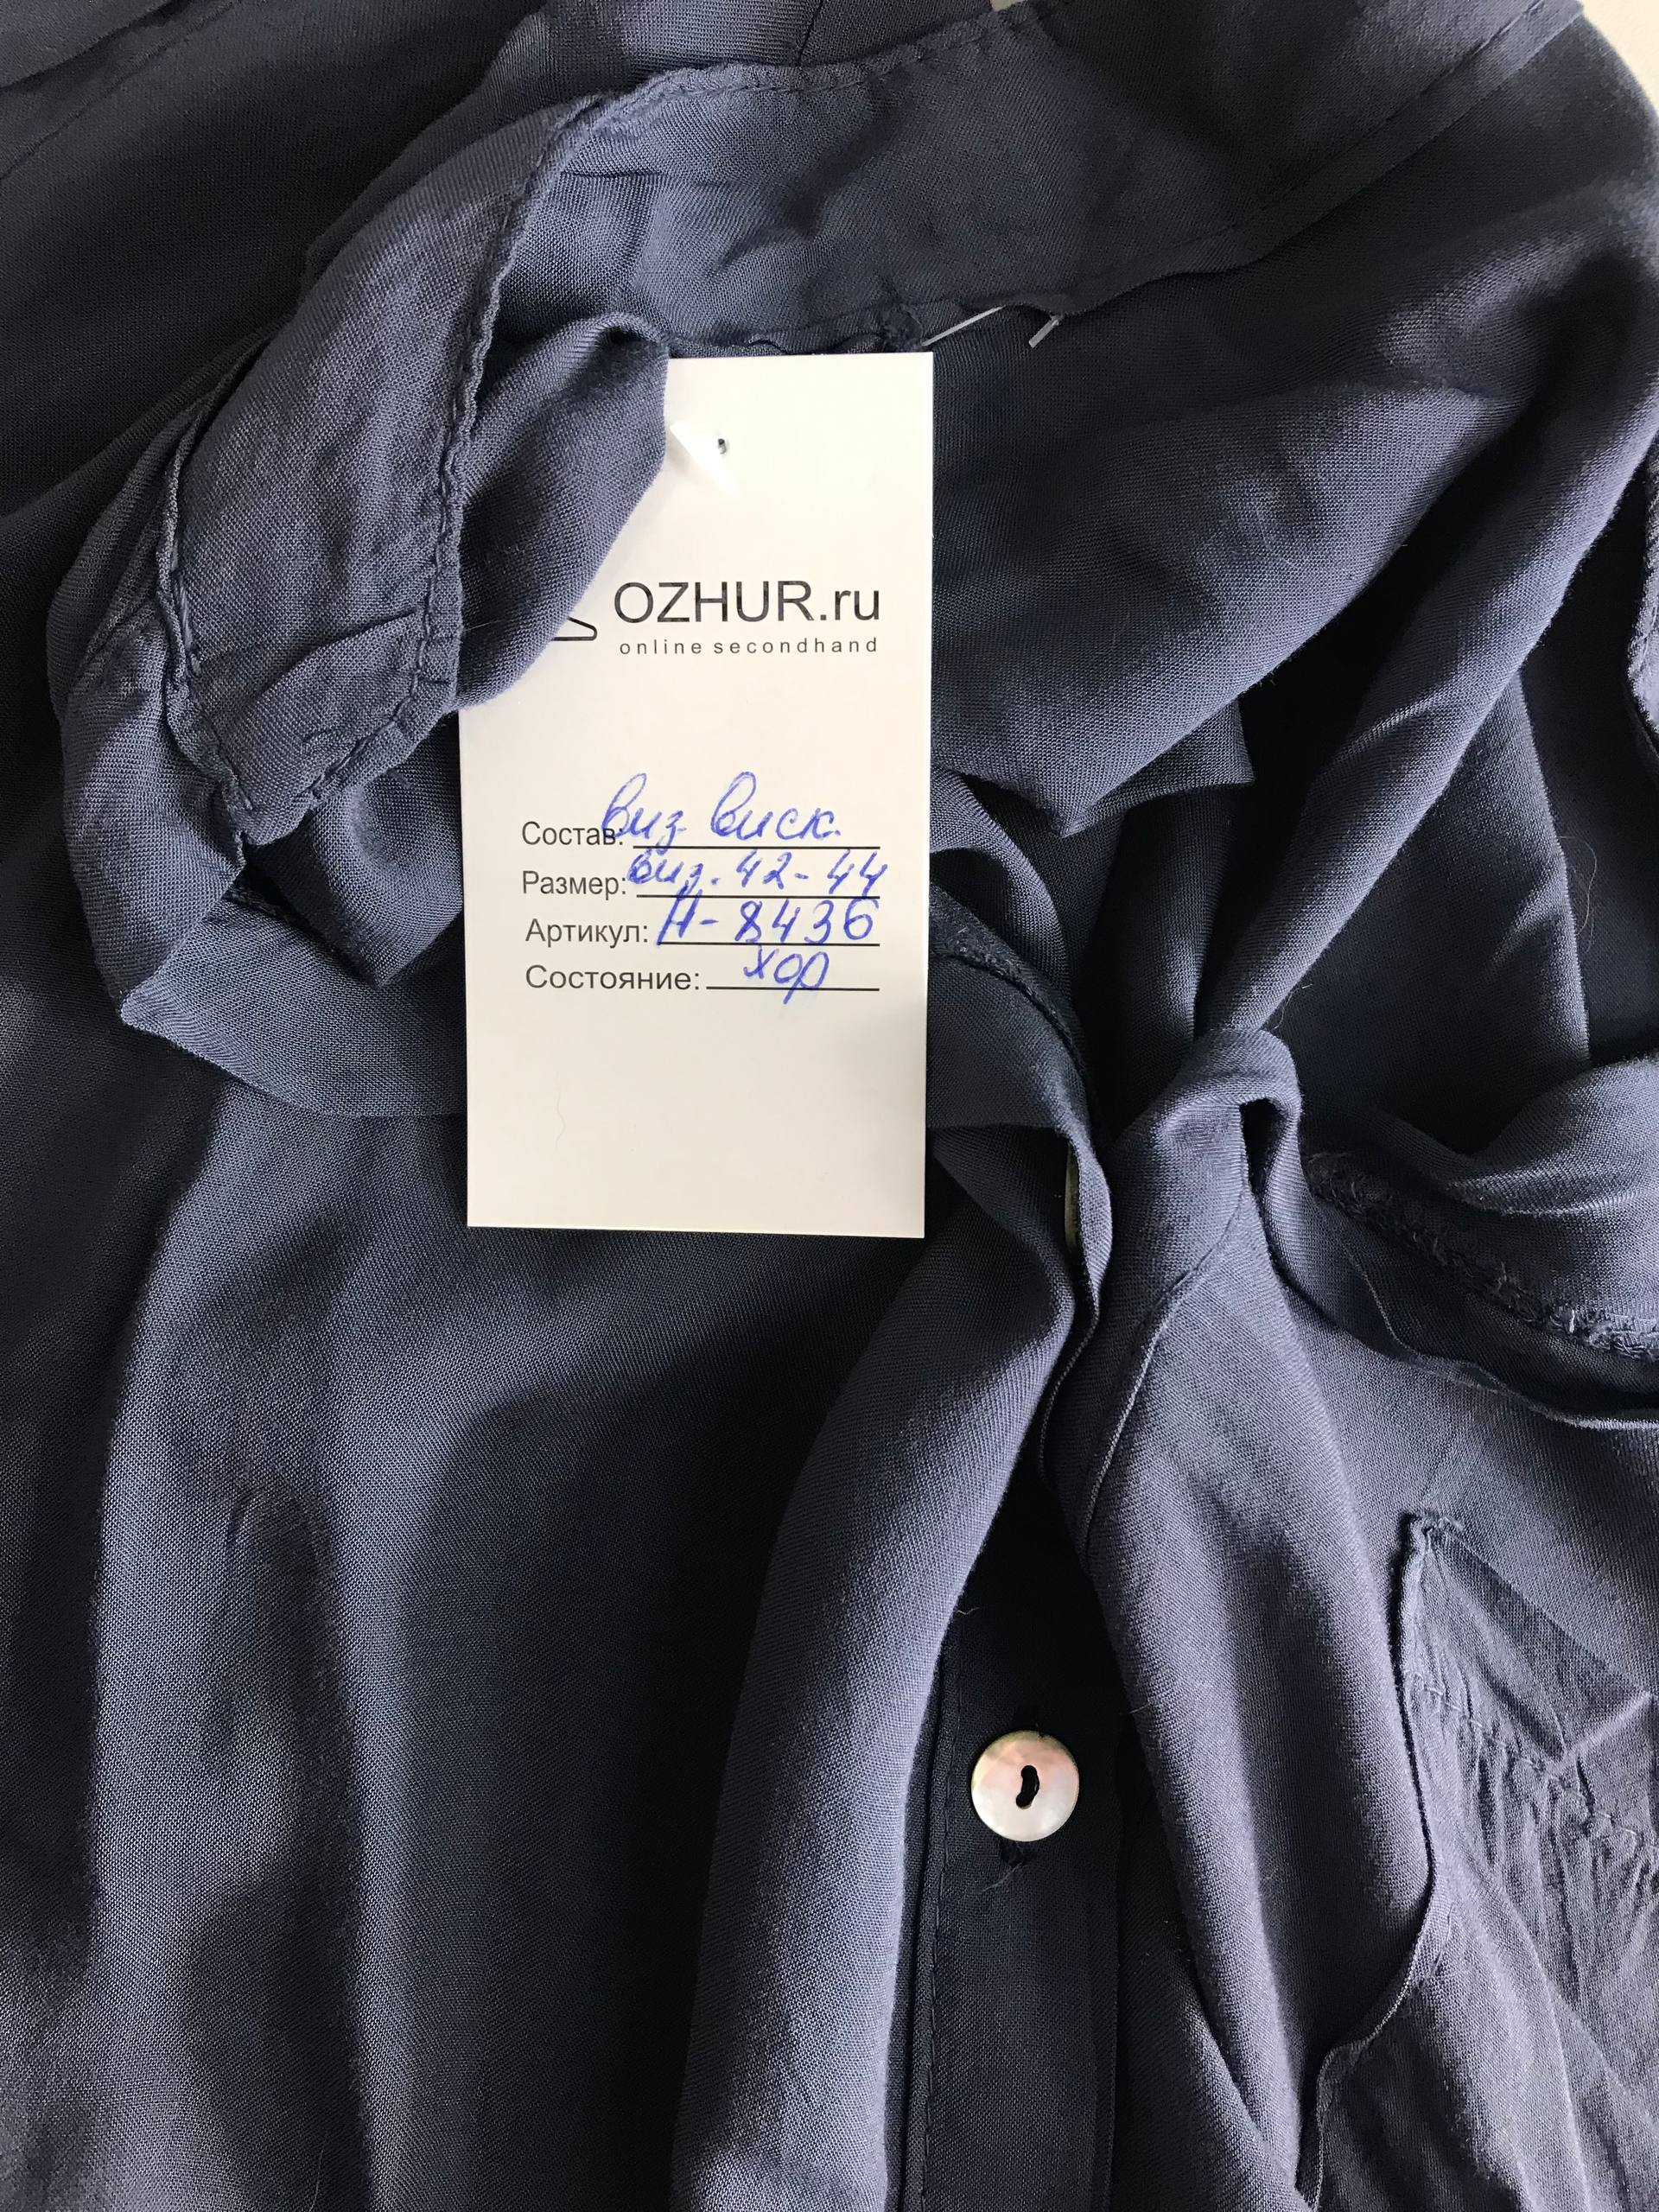 OZHUR.ru
online secondhand
Состав: виз виск.
Размер: виз. 42-44
Артикул: Н-8436
Состояние: хор